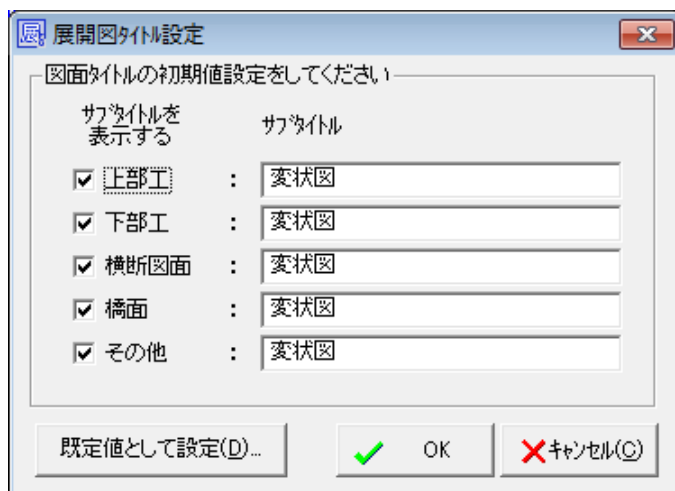 展開図ﾀｲﾄﾙ設定
図面ﾀｲﾄﾙの初期値設定をしてください
ｻﾌﾞﾀｲﾄﾙを
表示する
ｻﾌﾞﾀｲﾄﾙ
上部工 : 変状図
下部工 : 変状図
横断図面 : 変状図
橋面 : 変状図
その他 : 変状図
既定値として設定(D)... OK ｷｬﾝｾﾙ(C)